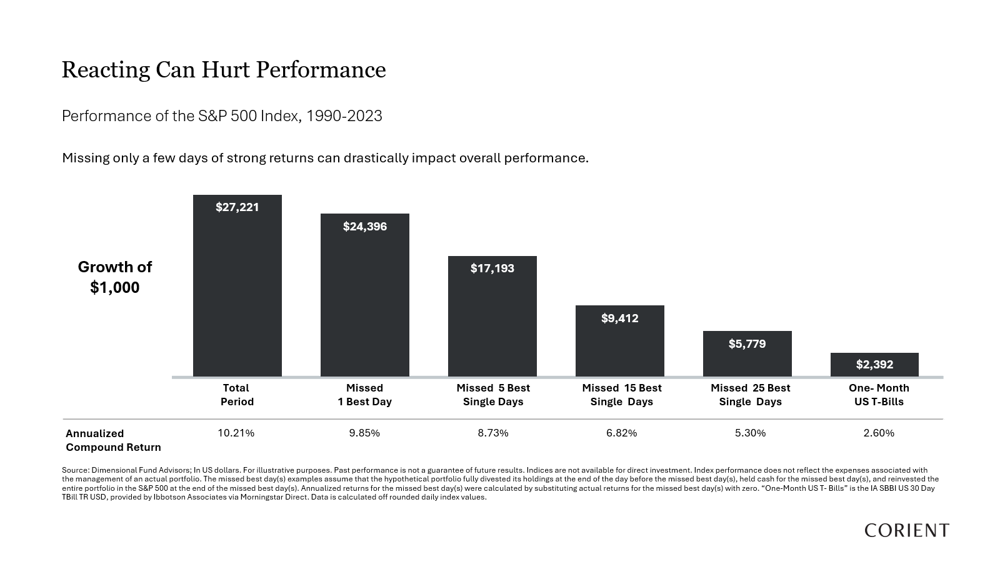 Reacting Can Hurt Performance
Performance of the S&P 500 Index, 1990-2023
Missing only a few days of strong returns can drastically impact overall performance.
Growth of
$1,000
$27,221
$24,396
$17,193
$9,412
$5,779
$2,392
Total
Period
Missed
1 Best Day
Missed 5 Best
Single Days
Missed 15 Best
Single Days
Missed 25 Best
Single Days
One- Month
US T-Bills
Annualized
Compound Return
10.21%
9.85%
8.73%
6.82%
5.30%
2.60%
Source: Dimensional Fund Advisors; In US dollars. For illustrative purposes. Past performance is not a guarantee of future results. Indices are not available for direct investment. Index performance does not reflect the expenses associated with
the management of an actual portfolio. The missed best day(s) examples assume that the hypothetical portfolio fully divested its holdings at the end of the day before the missed best day(s), held cash for the missed best day(s), and reinvested the
entire portfolio in the S&P 500 at the end of the missed best day(s). Annualized returns for the missed best day(s) were calculated by substituting actual returns for the missed best day(s) with zero. “One-Month US T- Bills” is the IA SBBI US 30 Day
TBill TR USD, provided by Ibbotson Associates via Morningstar Direct. Data is calculated off rounded daily index values.
CORIENT